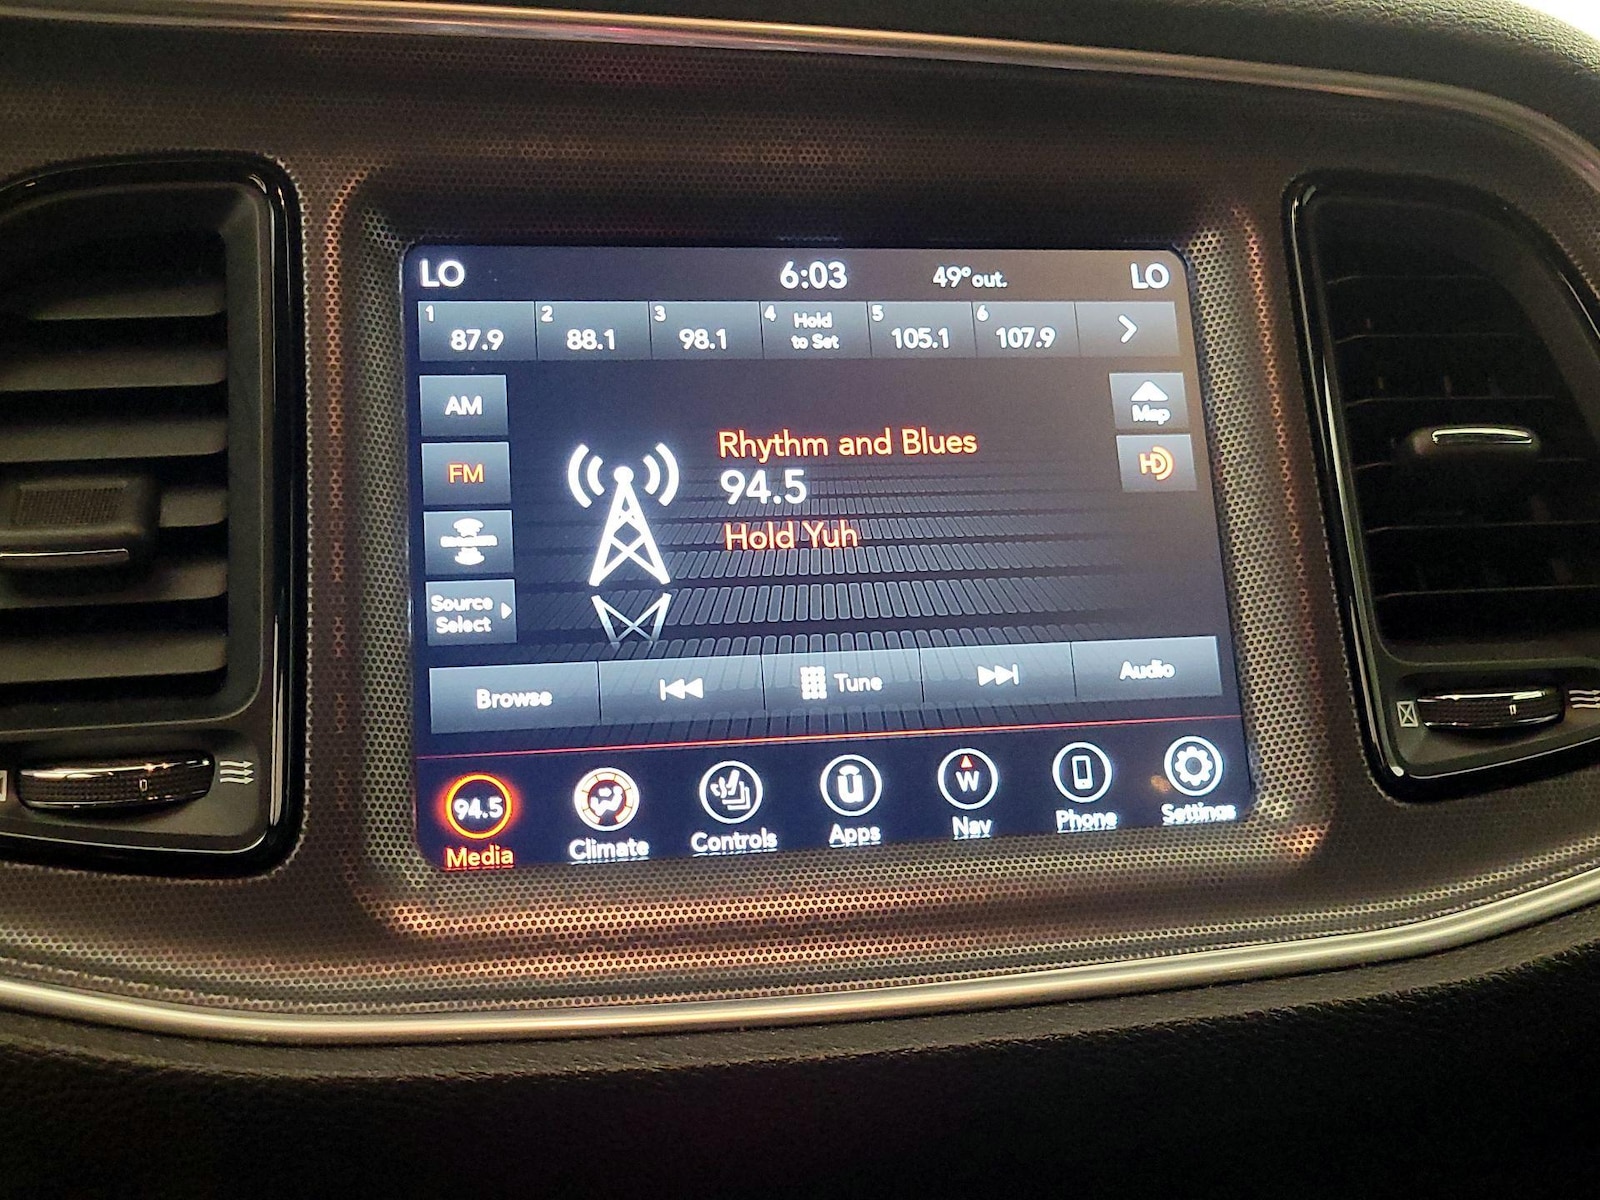 LO 6:03 49° out. LO
1 87.9 2 88.1 3 98.1 4 Hold to Set 5 105.1 6 107.9
AM
Map
FM
HD
Rhythm and Blues
94.5
Hold Yuh
Source
Select
Browse Tune Audio
94.5 W
Media Climate Controls Apps Nav Phone Settings